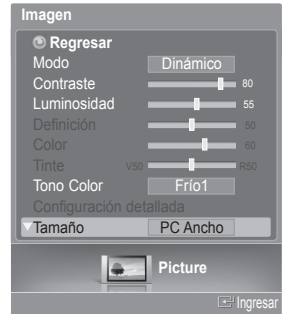 Imagen
Regresar
Modo Dinámico
Contraste 80
Luminosidad 55
Definición 50
Color 60
Tinte V50 R50
Tono Color Frío1
Configuración detallada
Tamaño PC Ancho
Picture
Ingresar